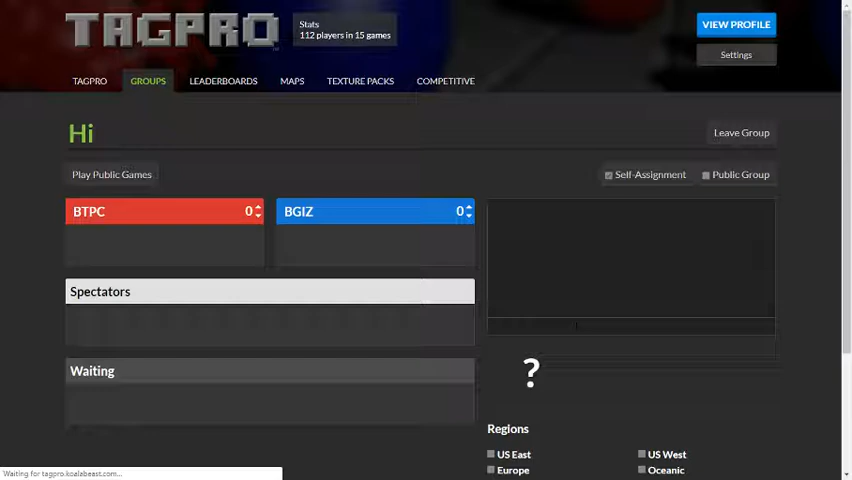 TAGPRO
Stats
112 players in 15 games
VIEW PROFILE
Settings
TAGPRO GROUPS LEADERBOARDS MAPS TEXTURE PACKS COMPETITIVE
Hi
Leave Group
Play Public Games
Self-Assignment
Public Group
BTPC 0
BGIZ 0
Spectators
Waiting
?
Regions
US East
US West
Europe
Oceanic
Waiting for tagpro.koalabeast.com...